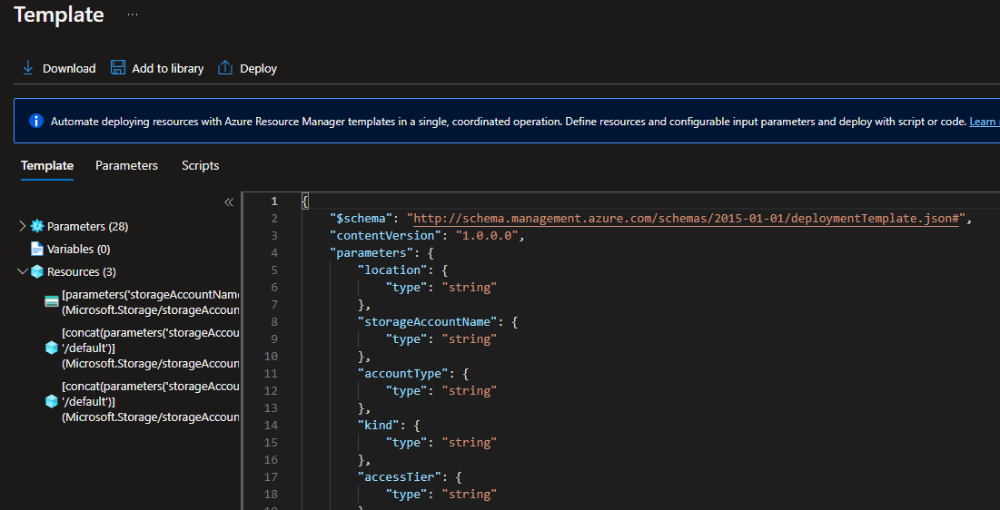 Template ...
Download Add to library Deploy
Automate deploying resources with Azure Resource Manager templates in a single, coordinated operation. Define resources and configurable input parameters and deploy with script or code. Learn
Template Parameters Scripts
«
Parameters (28)
Variables (0)
Resources (3)
[parameters('storageAccountName
(Microsoft.Storage/storageAccoun
[concat(parameters('storageAccou
'/default')]
(Microsoft.Storage/storageAccoun
[concat(parameters('storageAccou
'/default')]
(Microsoft.Storage/storageAccoun
1 {
2 "$schema": "http://schema.management.azure.com/schemas/2015-01-01/deploymentTemplate.json#",
3 "contentVersion": "1.0.0.0",
4 "parameters": {
5 "location": {
6 "type": "string"
7 },
8 "storageAccountName": {
9 "type": "string"
10 },
11 "accountType": {
12 "type": "string"
13 },
14 "kind": {
15 "type": "string"
16 },
17 "accessTier": {
18 "type": "string"